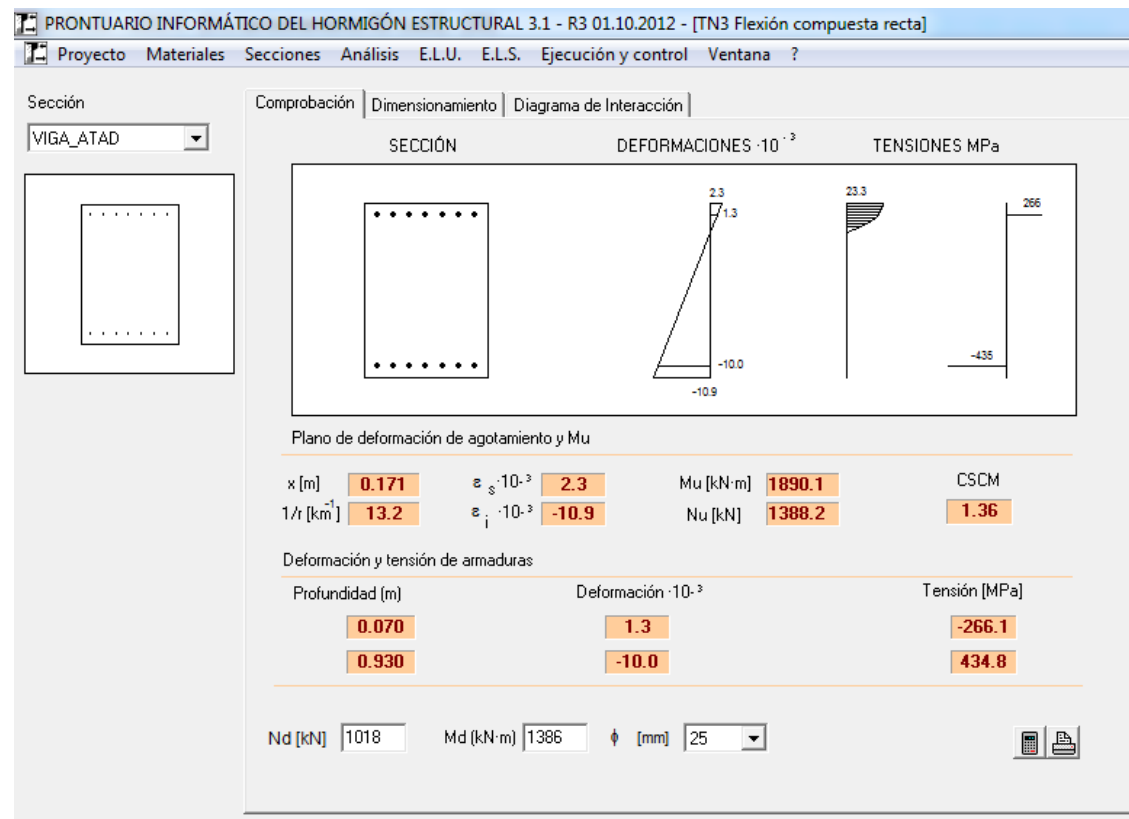 PRONTUARIO INFORMÁTICO DEL HORMIGÓN ESTRUCTURAL 3.1 - R3 01.10.2012 - [TN3 Flexión compuesta recta]
Proyecto Materiales Secciones Análisis E.L.U. E.L.S. Ejecución y control Ventana ?
Sección
VIGA_ATAD
Comprobación Dimensionamiento Diagrama de Interacción
SECCIÓN DEFORMACIONES ·10⁻³ TENSIONES MPa
2.3 23.3
1.3 266
-10.0 -435
-10.9
Plano de deformación de agotamiento y Mu
x [m] 0.171 ε s ·10-³ 2.3 Mu [kN·m] 1890.1 CSCM
1/r [km⁻¹] 13.2 ε i ·10-³ -10.9 Nu [kN] 1388.2 1.36
Deformación y tensión de armaduras
Profundidad (m) Deformación ·10-³ Tensión [MPa]
0.070 1.3 -266.1
0.930 -10.0 434.8
Nd [kN] 1018 Md (kN·m) 1386 ϕ [mm] 25